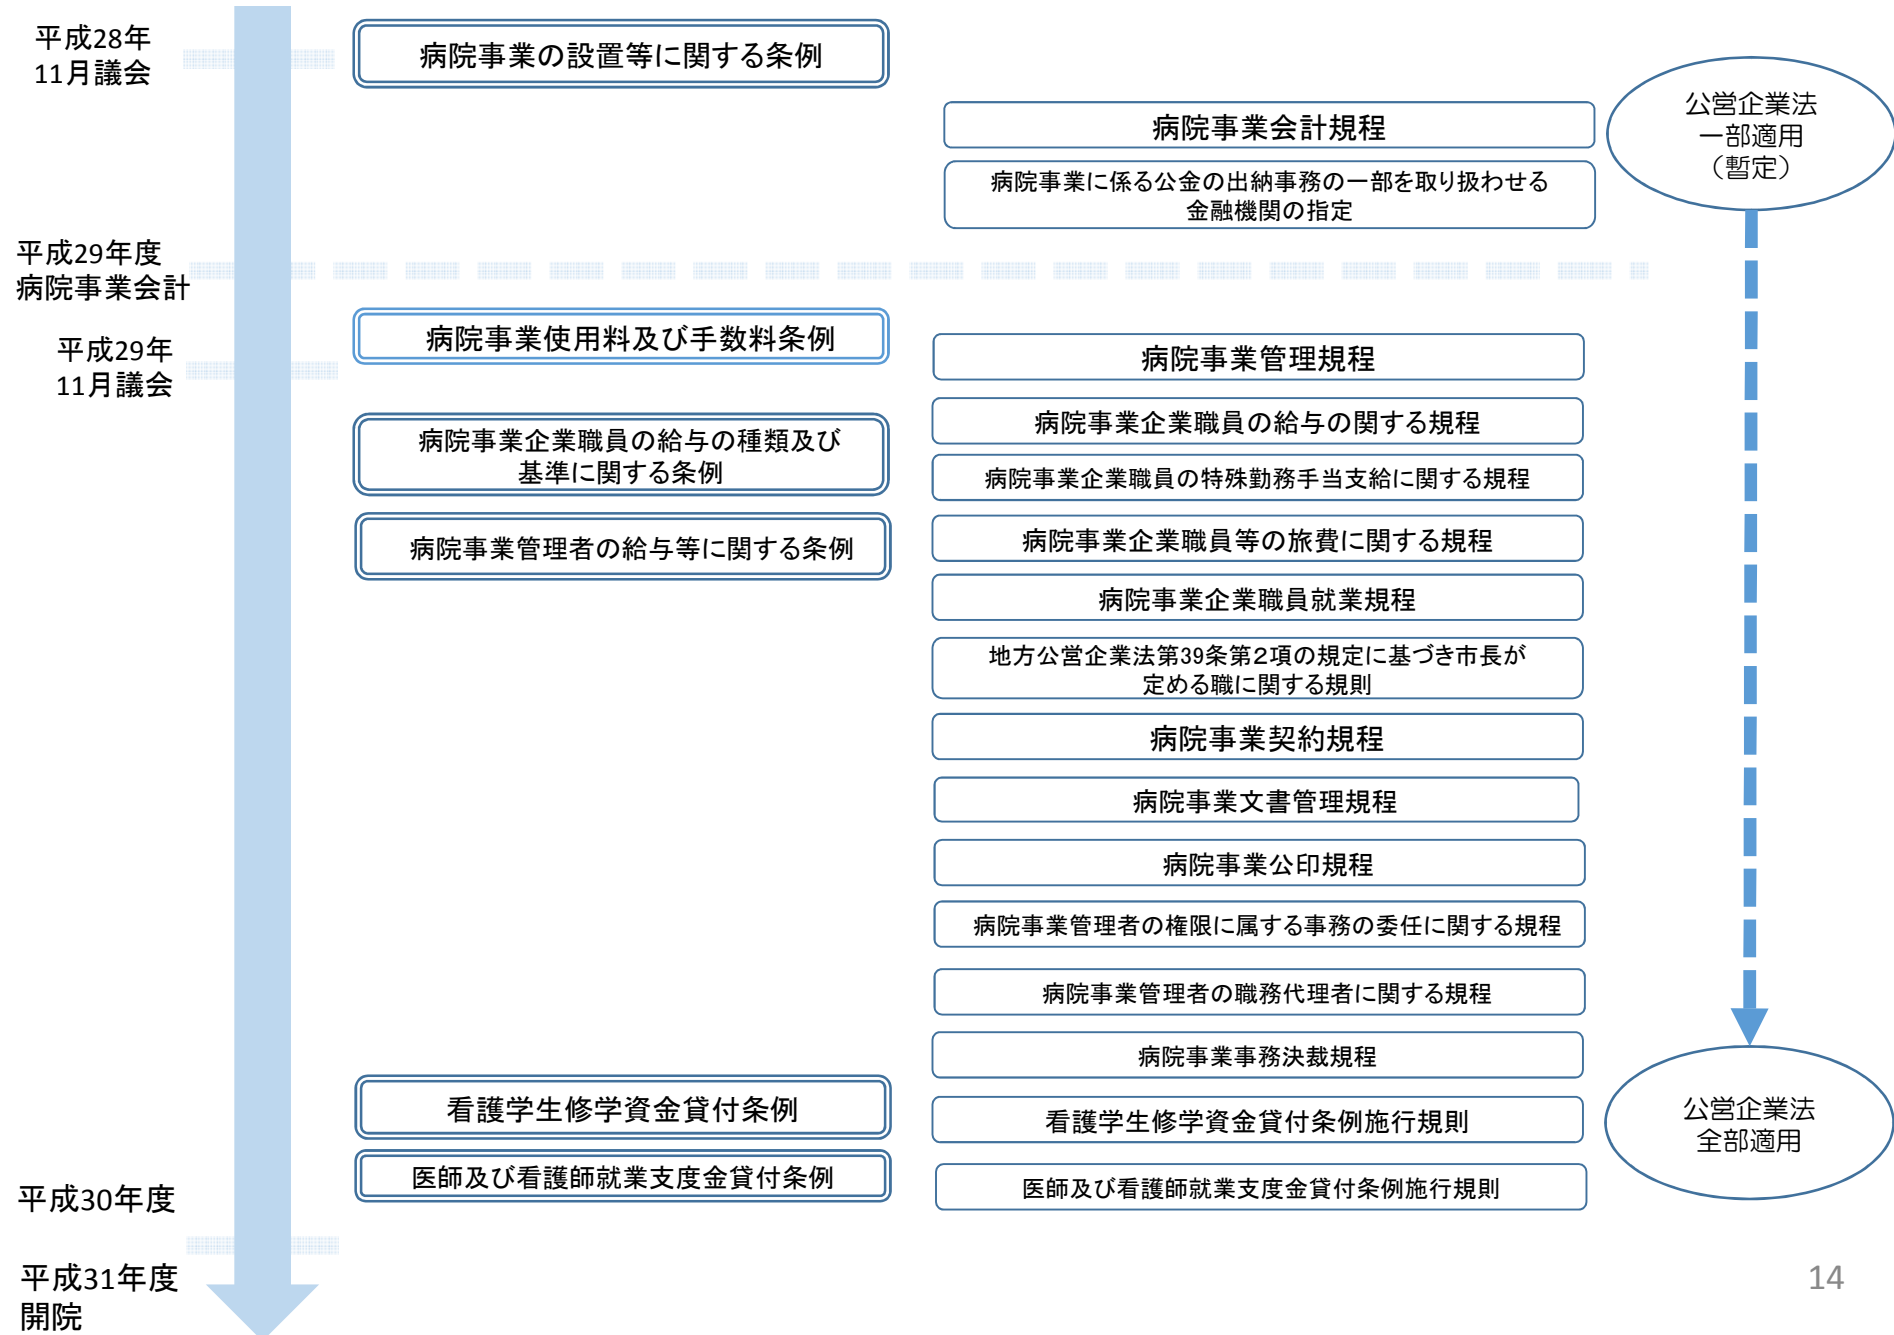 平成28年
11月議会
病院事業の設置等に関する条例
病院事業会計規程
病院事業に係る公金の出納事務の一部を取り扱わせる
金融機関の指定
公営企業法
一部適用
（暫定）
平成29年度
病院事業会計
病院事業使用料及び手数料条例
平成29年
11月議会
病院事業管理規程
病院事業企業職員の給与の種類及び
基準に関する条例
病院事業企業職員の給与の関する規程
病院事業企業職員の特殊勤務手当支給に関する規程
病院事業管理者の給与等に関する条例
病院事業企業職員等の旅費に関する規程
病院事業企業職員就業規程
地方公営企業法第39条第2項の規定に基づき市長が
定める職に関する規則
病院事業契約規程
病院事業文書管理規程
病院事業公印規程
病院事業管理者の権限に属する事務の委任に関する規程
病院事業管理者の職務代理者に関する規程
病院事業事務決裁規程
看護学生修学資金貸付条例
看護学生修学資金貸付条例施行規則
公営企業法
全部適用
医師及び看護師就業支度金貸付条例
医師及び看護師就業支度金貸付条例施行規則
平成30年度
平成31年度
開院
14